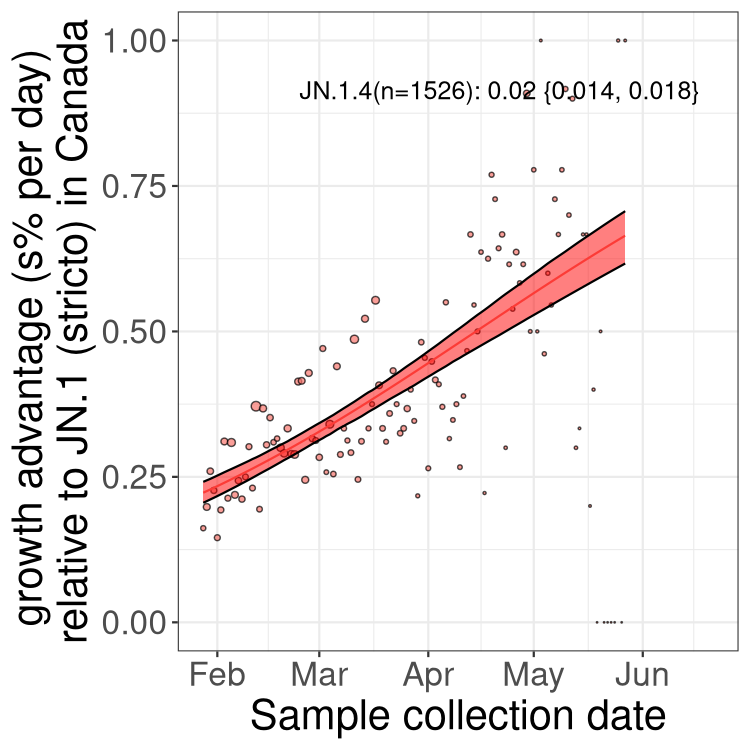 growth advantage (s% per day)
relative to JN.1 (stricto) in Canada
1.00
0.75
0.50
0.25
0.00
JN.1.4(n=1526): 0.02 {0.014, 0.018}
Feb Mar Apr May Jun
Sample collection date